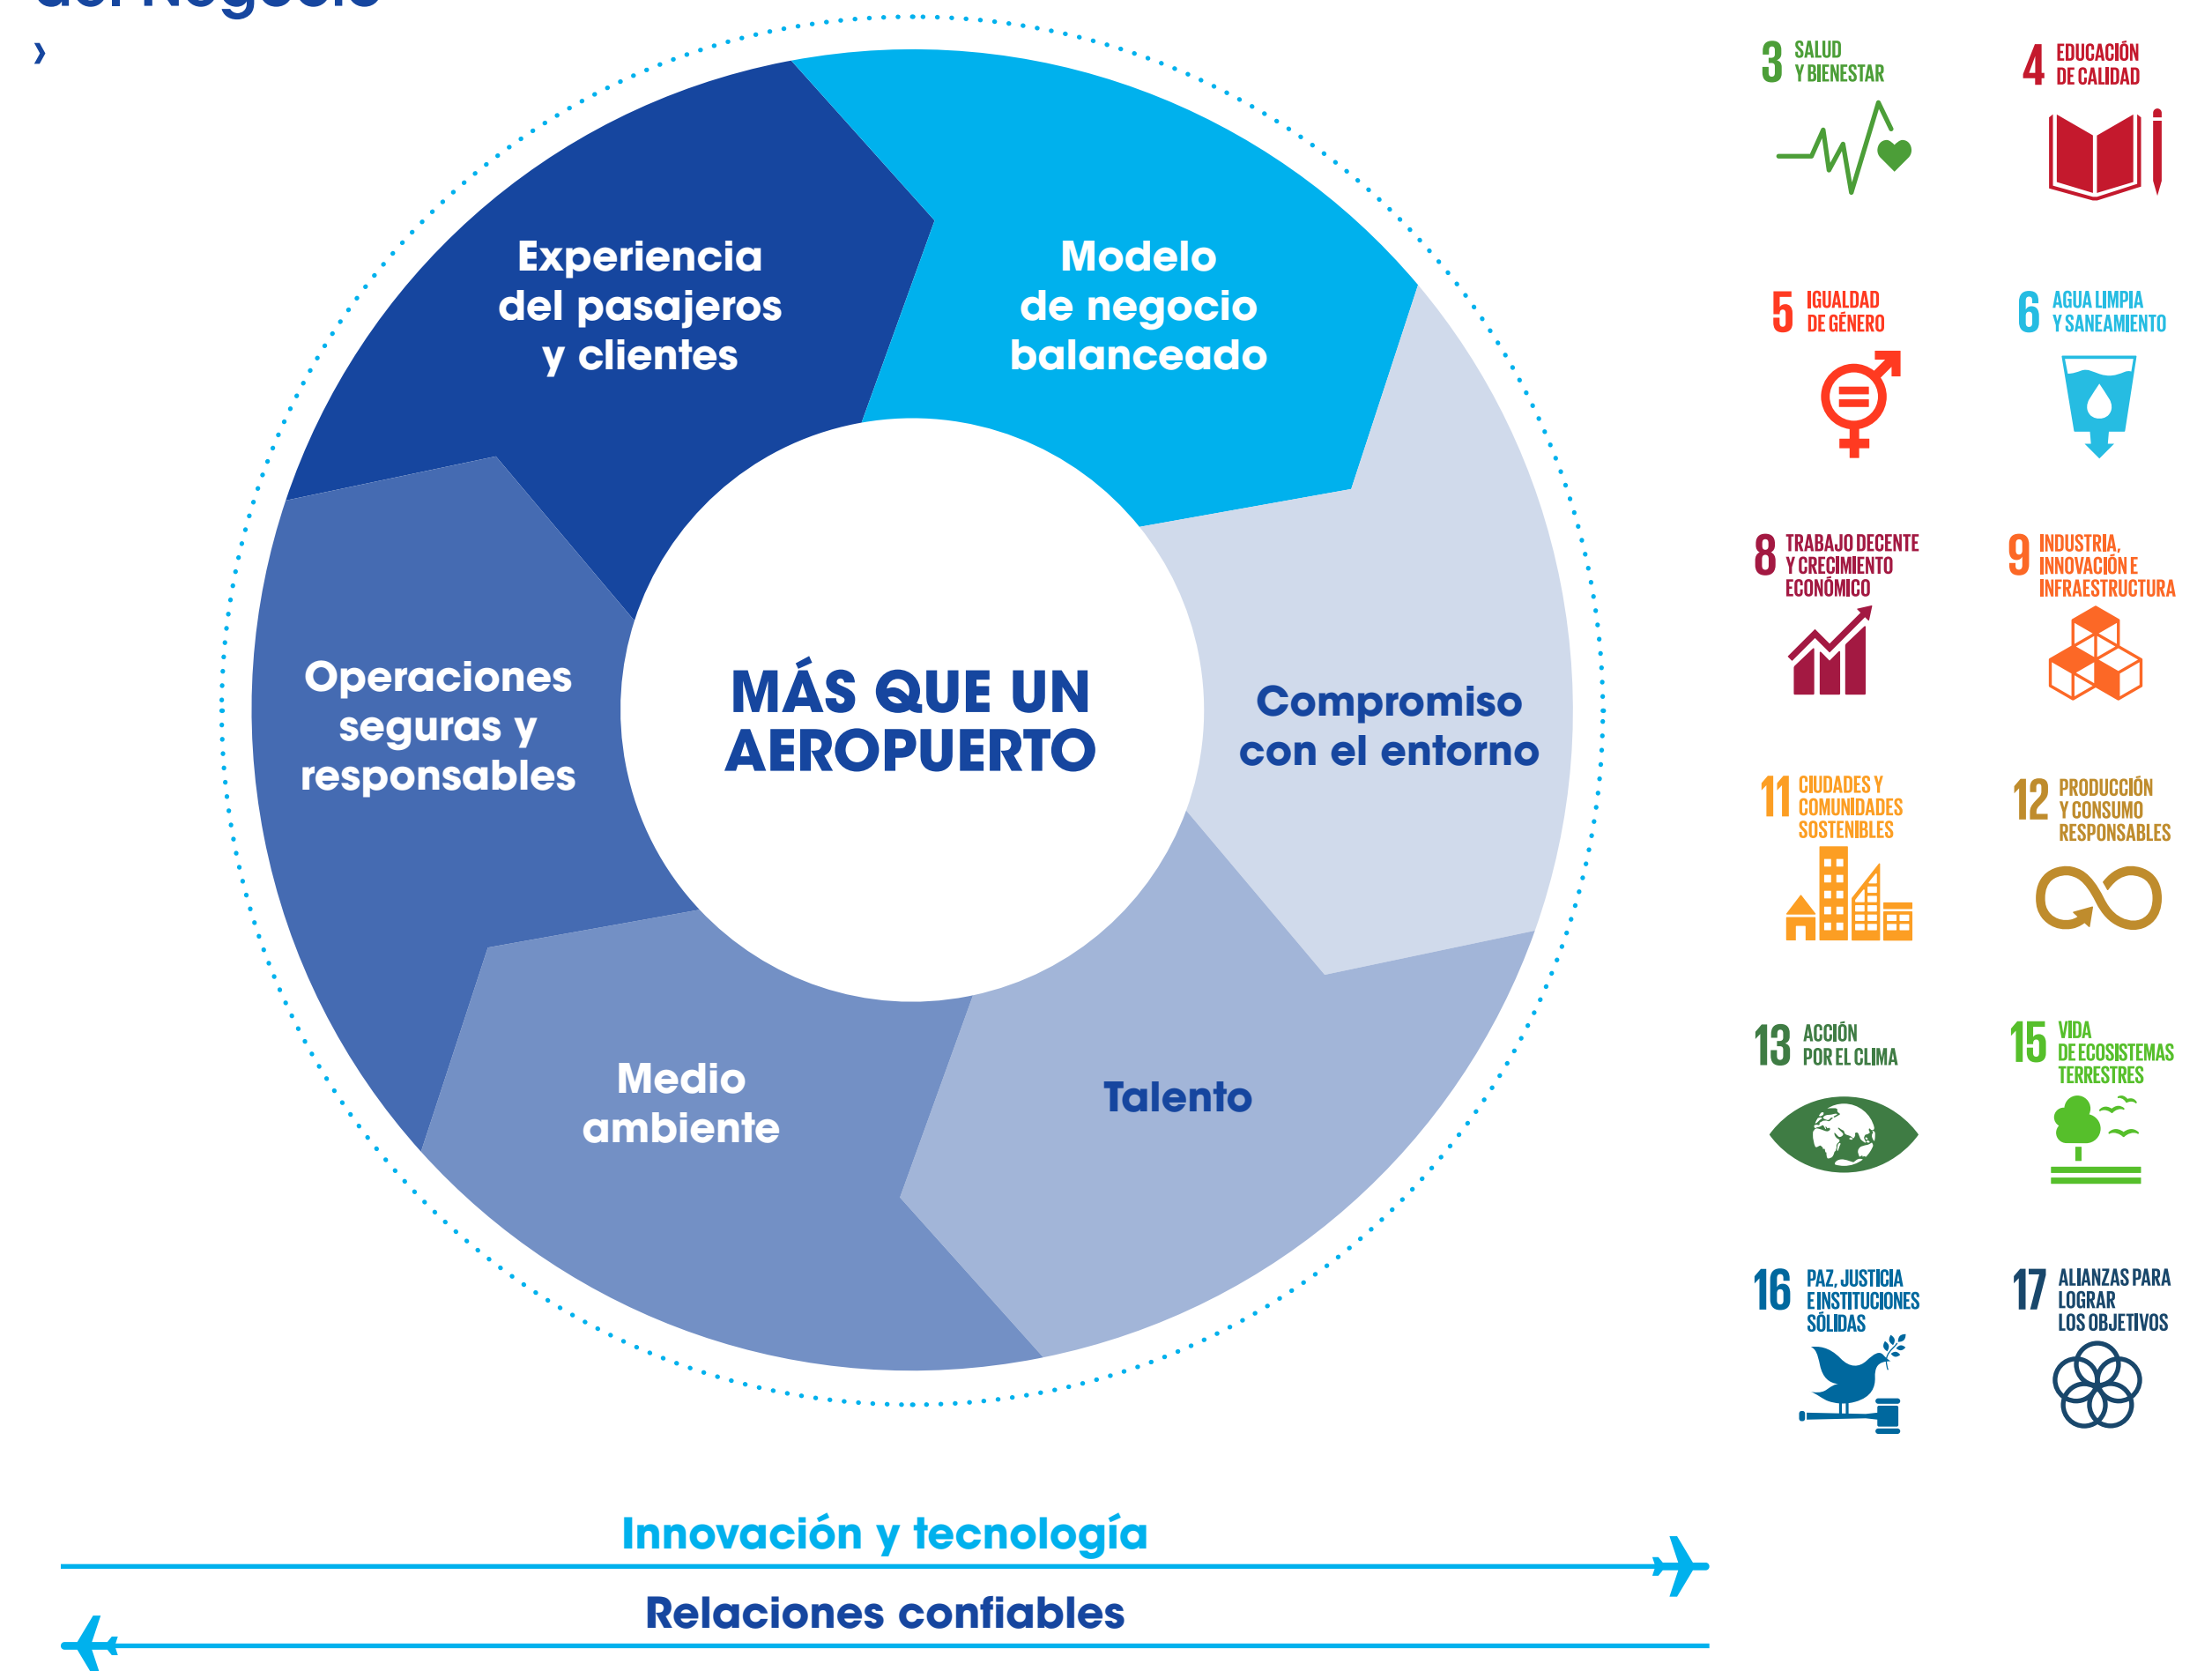 del Negocio
›
Experiencia
del pasajeros
y clientes
Modelo
de negocio
balanceado
Operaciones
seguras y
responsables
MÁS QUE UN
AEROPUERTO
Compromiso
con el entorno
Medio
ambiente
Talento
Innovación y tecnología
Relaciones confiables
3 SALUD
Y BIENESTAR
4 EDUCACIÓN
DE CALIDAD
5 IGUALDAD
DE GÉNERO
6 AGUA LIMPIA
Y SANEAMIENTO
8 TRABAJO DECENTE
Y CRECIMIENTO
ECONÓMICO
9 INDUSTRIA,
INNOVACIÓN E
INFRAESTRUCTURA
11 CIUDADES Y
COMUNIDADES
SOSTENIBLES
12 PRODUCCIÓN
Y CONSUMO
RESPONSABLES
13 ACCIÓN
POR EL CLIMA
15 VIDA
DE ECOSISTEMAS
TERRESTRES
16 PAZ, JUSTICIA
E INSTITUCIONES
SÓLIDAS
17 ALIANZAS PARA
LOGRAR
LOS OBJETIVOS